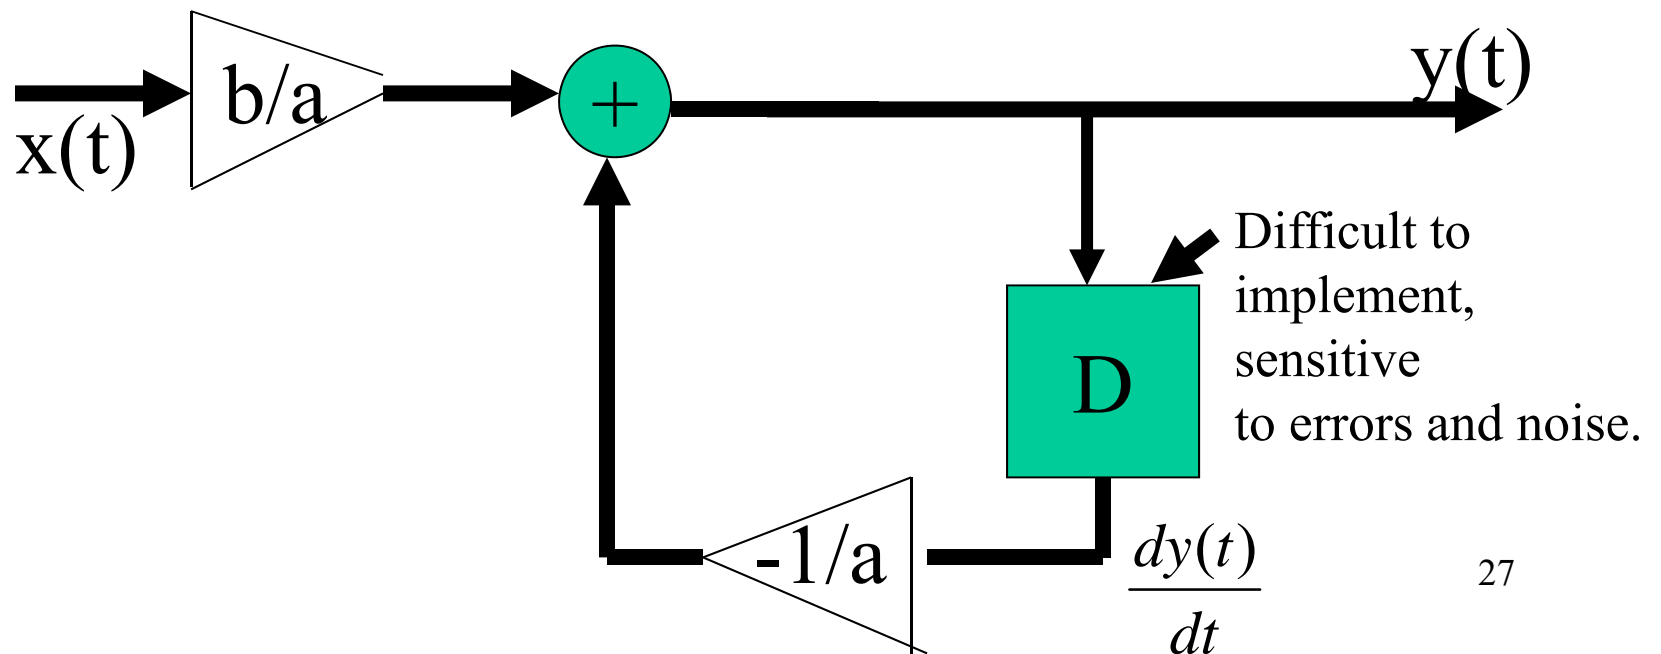 y(t)
b/a
+
x(t)
Difficult to
implement,
sensitive
to errors and noise.
D
-1/a
dy(t)
dt
27